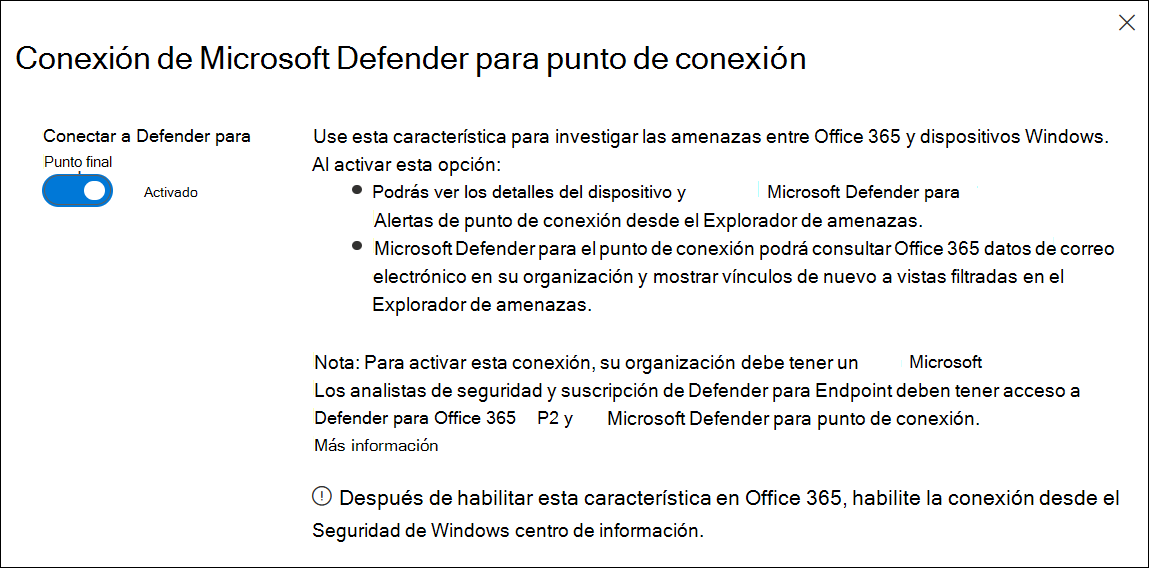 Conexión de Microsoft Defender para punto de conexión
Conectar a Defender para
Punto final
Activado
Use esta característica para investigar las amenazas entre Office 365 y dispositivos Windows.
Al activar esta opción:
Podrás ver los detalles del dispositivo y Microsoft Defender para
Alertas de punto de conexión desde el Explorador de amenazas.
Microsoft Defender para el punto de conexión podrá consultar Office 365 datos de correo
electrónico en su organización y mostrar vínculos de nuevo a vistas filtradas en el
Explorador de amenazas.
Nota: Para activar esta conexión, su organización debe tener un Microsoft
Los analistas de seguridad y suscripción de Defender para Endpoint deben tener acceso a
Defender para Office 365 P2 y Microsoft Defender para punto de conexión.
Más información
Después de habilitar esta característica en Office 365, habilite la conexión desde el
Seguridad de Windows centro de información.